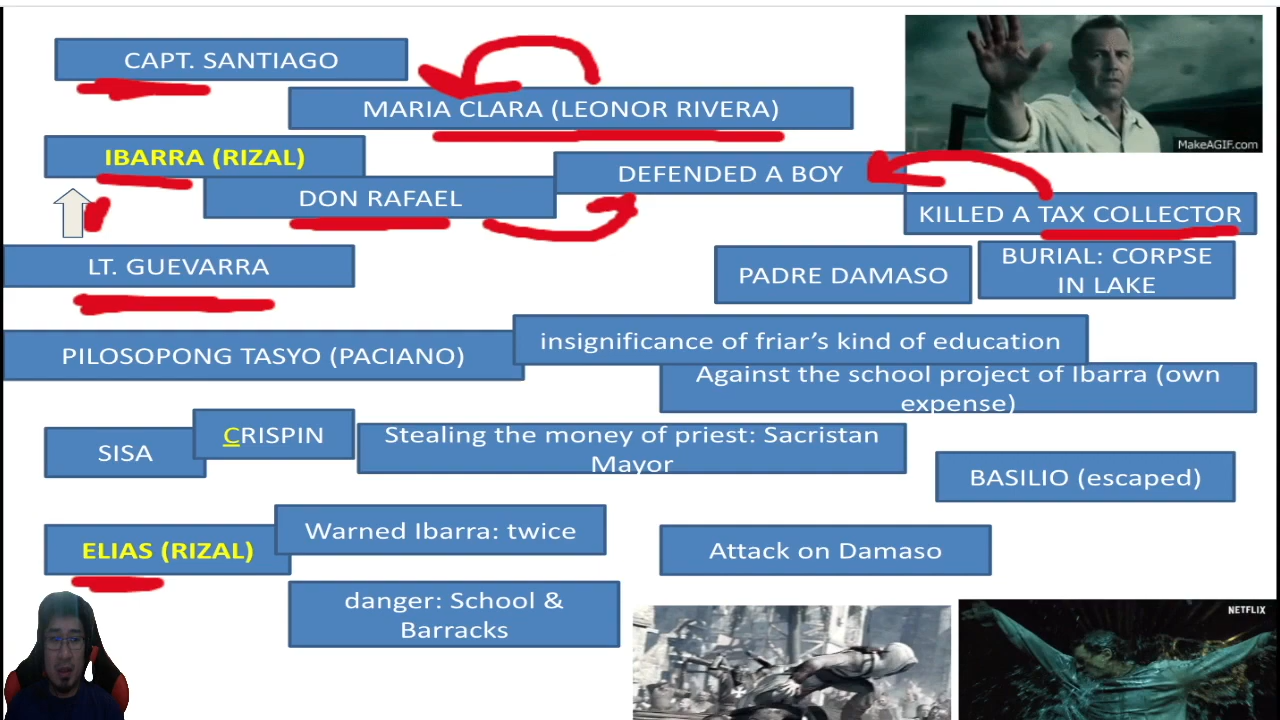 CAPT. SANTIAGO
MARIA CLARA (LEONOR RIVERA)
MakeAGIF.com
IBARRA (RIZAL)
DEFENDED A BOY
DON RAFAEL
KILLED A TAX COLLECTOR
LT. GUEVARRA
PADRE DAMASO
BURIAL: CORPSE
IN LAKE
PILOSOPONG TASYO (PACIANO)
insignificance of friar's kind of education
Against the school project of Ibarra (own
expense)
SISA
CRISPIN
Stealing the money of priest: Sacristan
Mayor
BASILIO (escaped)
ELIAS (RIZAL)
Warned Ibarra: twice
Attack on Damaso
danger: School &
Barracks
NETFLIX